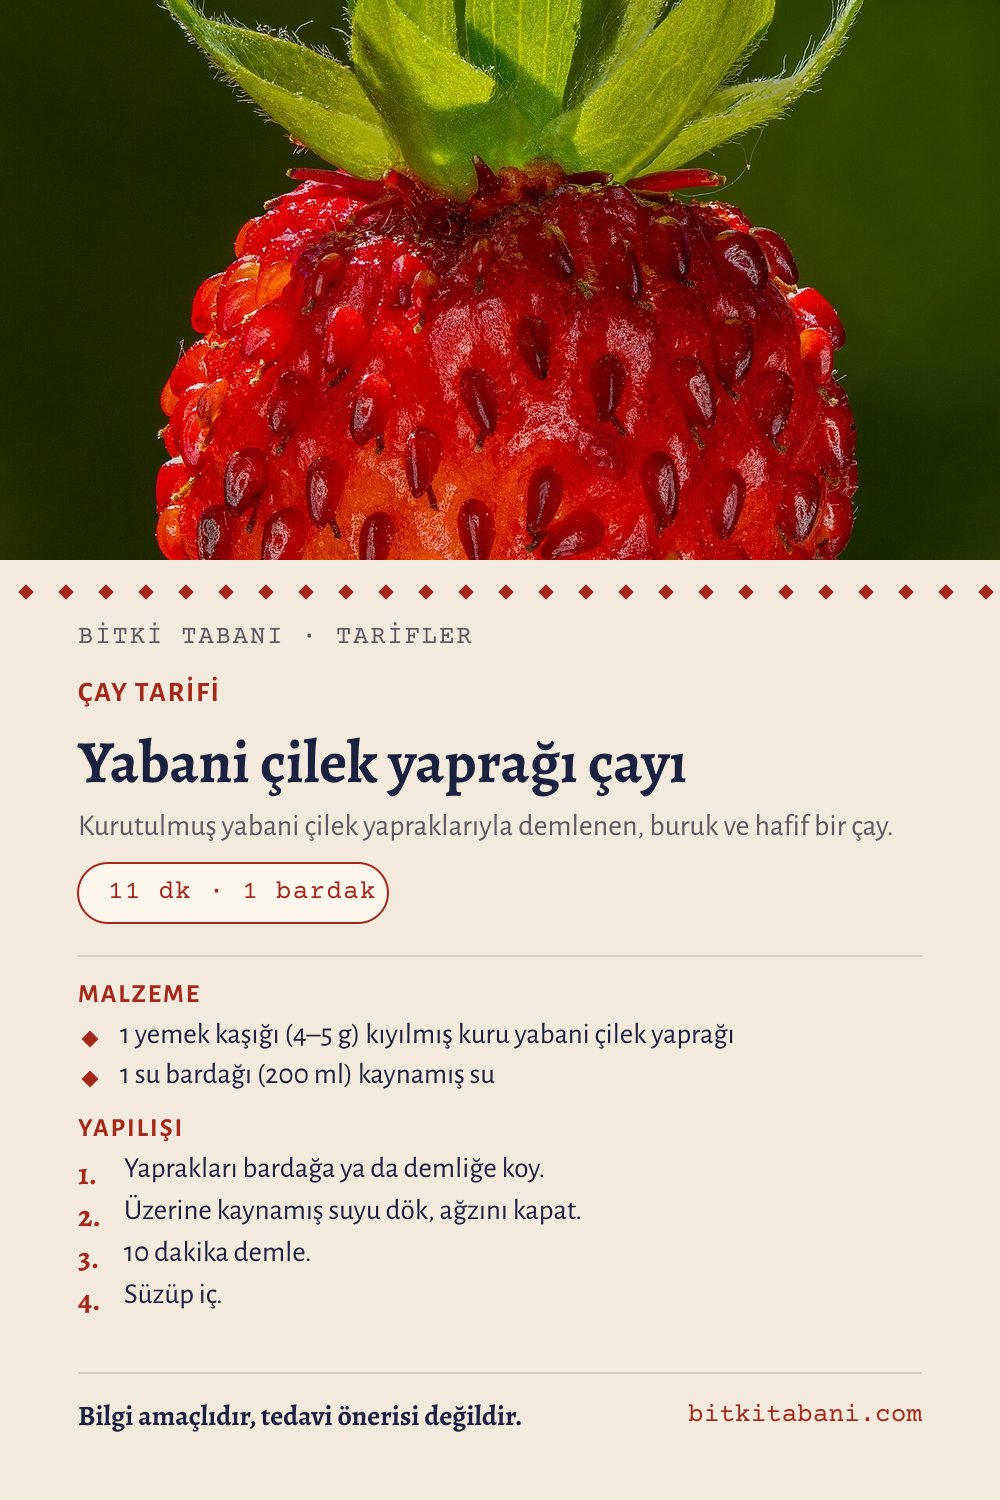 BİTKİ TABANI · TARİFLER
ÇAY TARİFİ
Yabani çilek yaprağı çayı
Kurutulmuş yabani çilek yapraklarıyla demlenen, buruk ve hafif bir çay.
11 dk · 1 bardak
MALZEME
◆ 1 yemek kaşığı (4–5 g) kıyılmış kuru yabani çilek yaprağı
◆ 1 su bardağı (200 ml) kaynamış su
YAPILIŞI
1. Yaprakları bardağa ya da demliğe koy.
2. Üzerine kaynamış suyu dök, ağzını kapat.
3. 10 dakika demle.
4. Süzüp iç.
Bilgi amaçlıdır, tedavi önerisi değildir.
bitkitabani.com